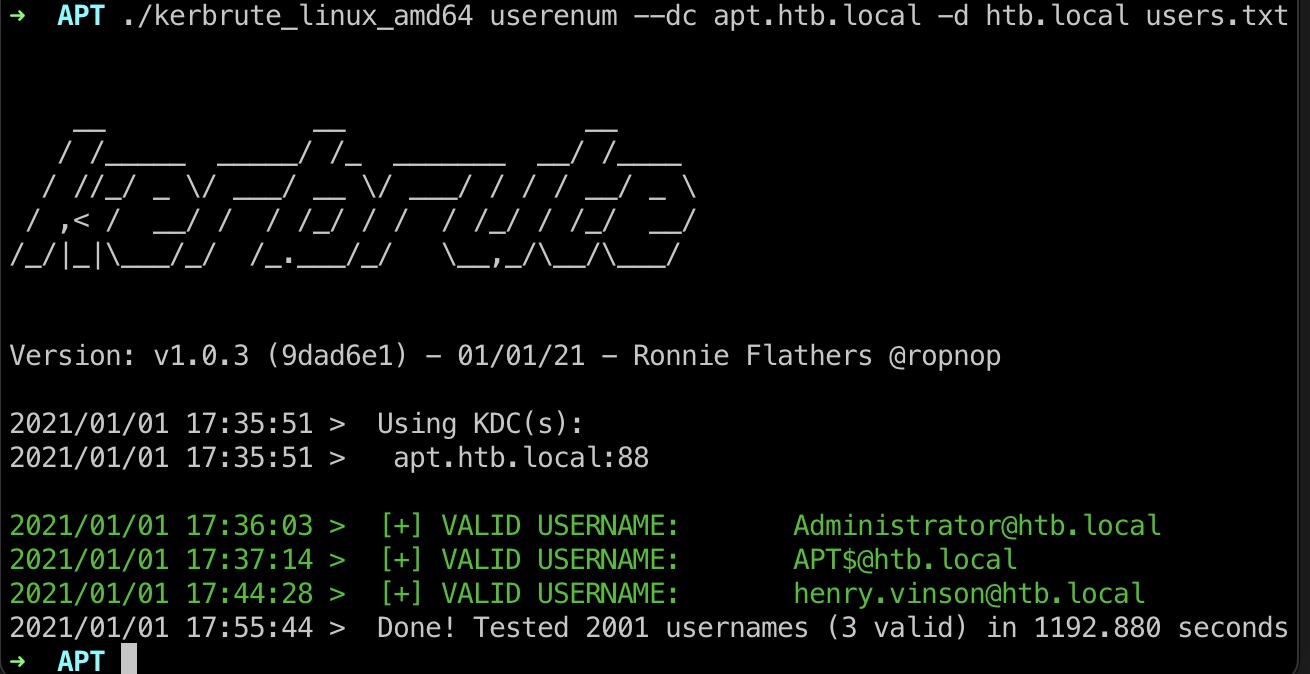 ➜  APT ./kerbrute_linux_amd64 userenum --dc apt.htb.local -d htb.local users.txt
    __             __               __
   / /_____  _____/ /_  _______  __/ /____
  / //_/ _ \/ ___/ __ \/ ___/ / / / __/ _ \
 / ,< /  __/ /  / /_/ / /  / /_/ / /_/  __/
/_/|_|\___/_/  /_.___/_/   \__,_/\__/\___/
Version: v1.0.3 (9dad6e1) - 01/01/21 - Ronnie Flathers @ropnop
2021/01/01 17:35:51 >  Using KDC(s):
2021/01/01 17:35:51 >   apt.htb.local:88
2021/01/01 17:36:03 >  [+] VALID USERNAME:       Administrator@htb.local
2021/01/01 17:37:14 >  [+] VALID USERNAME:       APT$@htb.local
2021/01/01 17:44:28 >  [+] VALID USERNAME:       henry.vinson@htb.local
2021/01/01 17:55:44 >  Done! Tested 2001 usernames (3 valid) in 1192.880 seconds
➜  APT